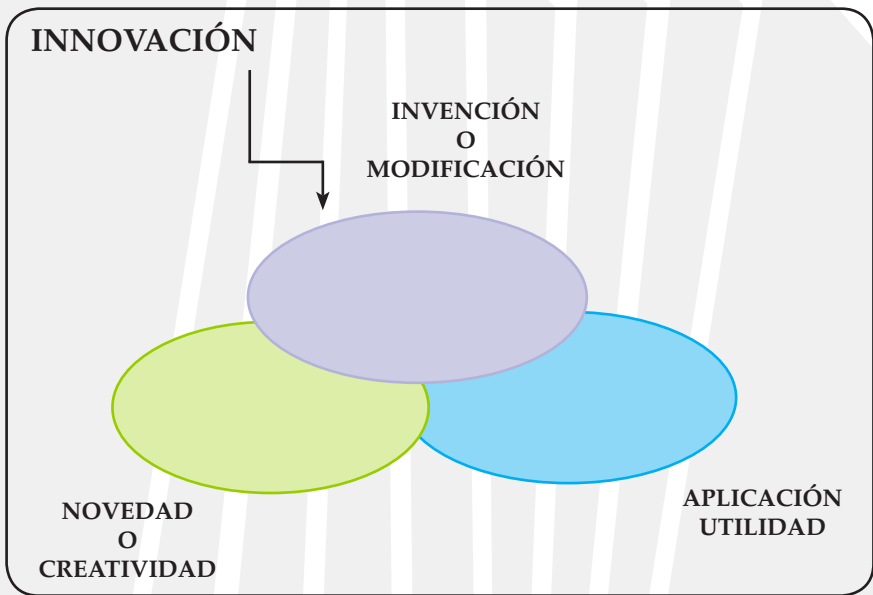 INNOVACIÓN
INVENCIÓN
O
MODIFICACIÓN
NOVEDAD
O
CREATIVIDAD
APLICACIÓN
UTILIDAD